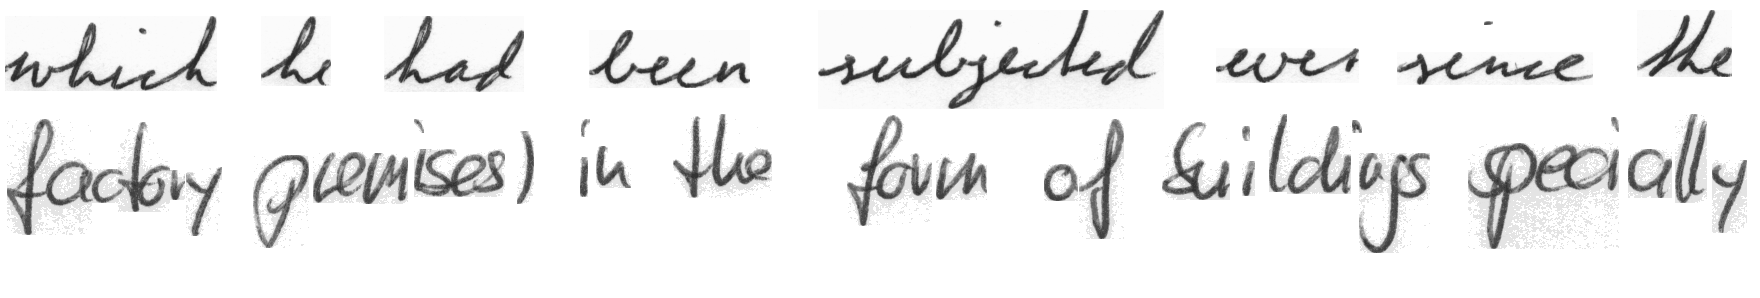 which he had been subjected ever since the
factory premises) in the form of buildings specially